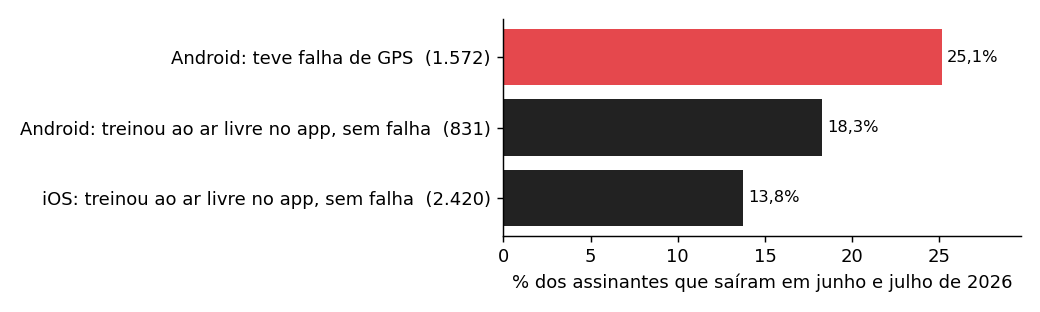 Android: teve falha de GPS  (1.572)
25,1%
Android: treinou ao ar livre no app, sem falha  (831)
18,3%
iOS: treinou ao ar livre no app, sem falha  (2.420)
13,8%
0 5 10 15 20 25
% dos assinantes que saíram em junho e julho de 2026